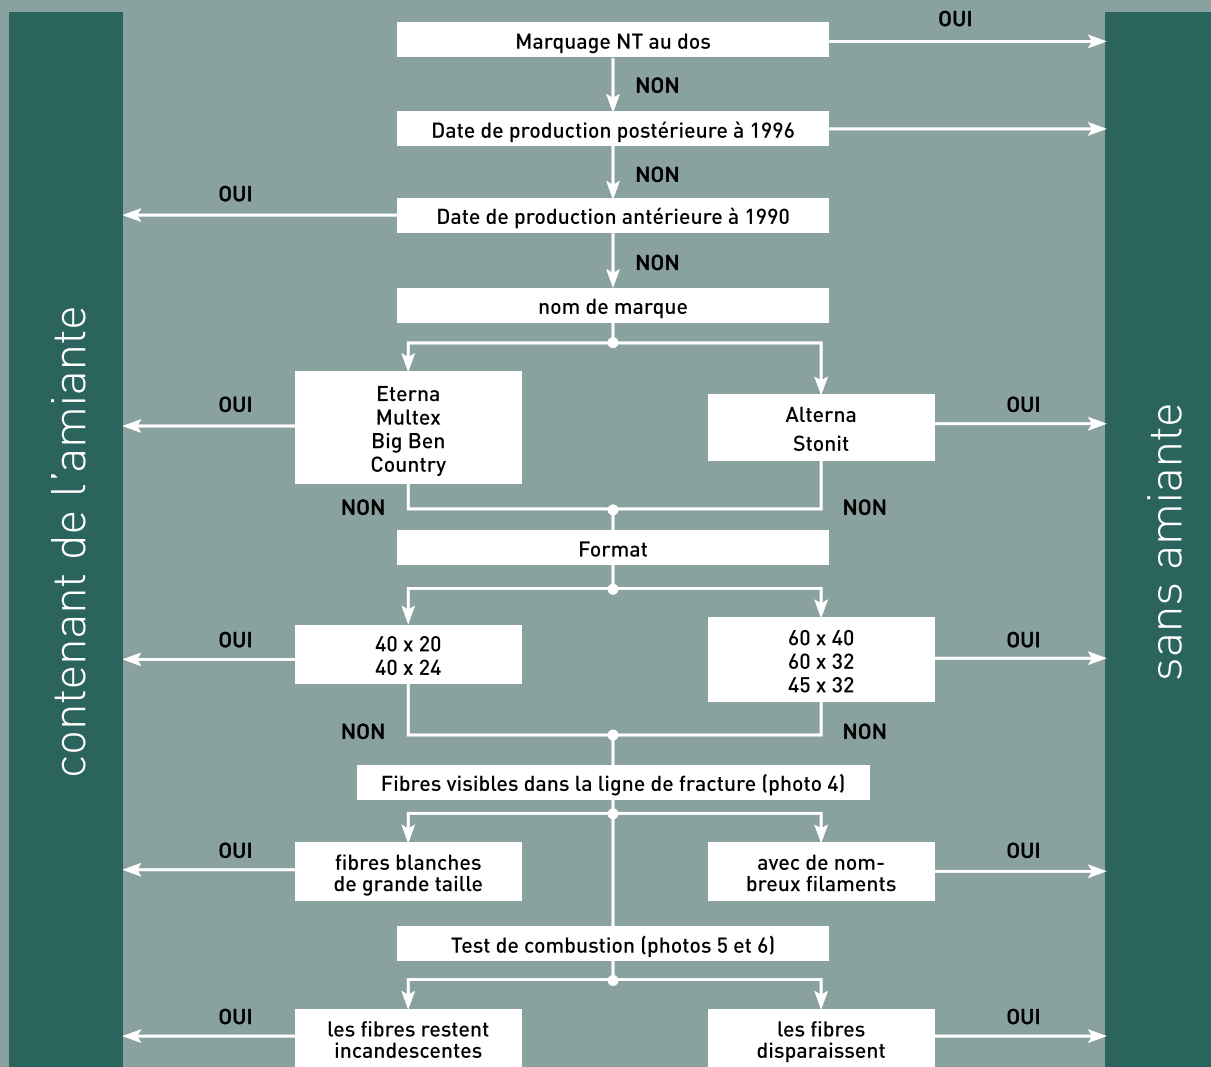 OUI
Marquage NT au dos
NON
Date de production postérieure à 1996
NON
OUI
Date de production antérieure à 1990
NON
nom de marque
OUI
Eterna
Multex
Big Ben
Country
Alterna
Stonit
OUI
NON
NON
Format
OUI
40 x 20
40 x 24
60 x 40
60 x 32
45 x 32
OUI
NON
NON
Fibres visibles dans la ligne de fracture (photo 4)
OUI
fibres blanches
de grande taille
avec de nom-
breux filaments
OUI
Test de combustion (photos 5 et 6)
OUI
les fibres restent
incandescentes
les fibres
disparaissent
OUI
contenant de l'amiante
sans amiante